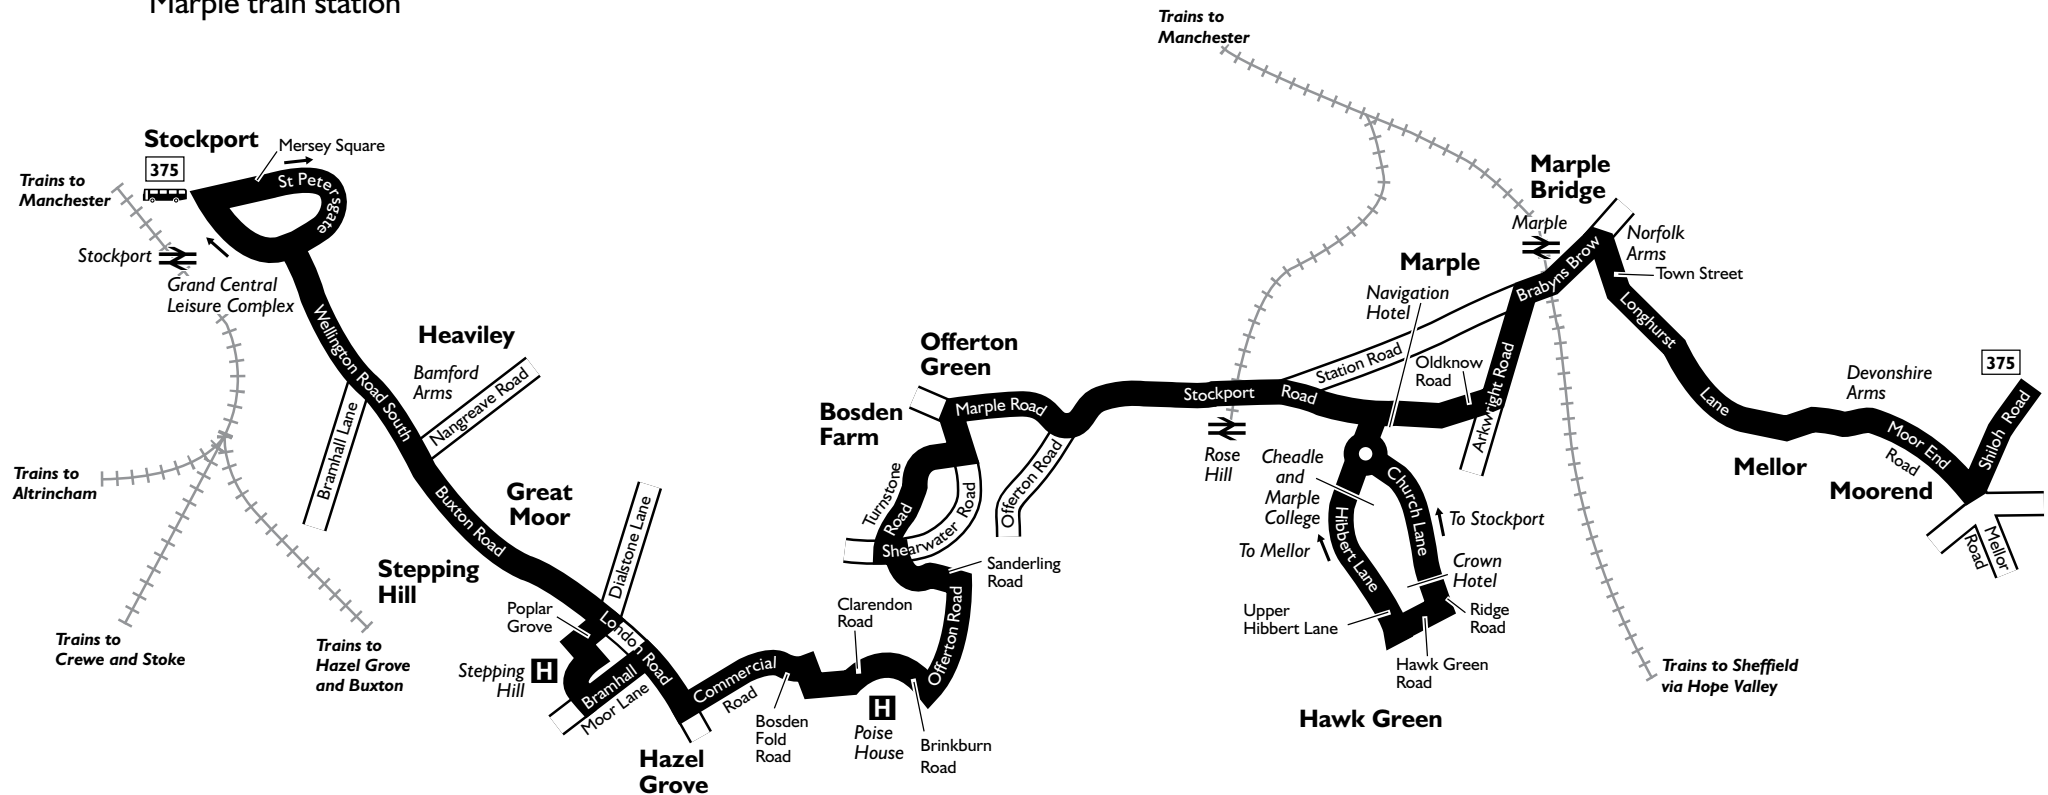 Marple train station
Trains to
Manchester
Stockport
375
Mersey Square
St Petersgate
Trains to
Manchester
Stockport
Grand Central
Leisure Complex
Wellington Road South
Heaviley
Bamford
Arms
Nangreave Road
Bramhall Lane
Trains to
Altrincham
Buxton Road
Great
Moor
Dialstone Lane
Stepping
Hill
Poplar
Grove
London Road
Trains to
Crewe and Stoke
Trains to
Hazel Grove
and Buxton
Stepping
Hill
H
Bramhall
Moor Lane
Hazel
Grove
Commercial
Road
Bosden
Fold
Road
Clarendon
Road
H
Poise
House
Brinkburn
Road
Offerton Road
Sanderling
Road
Shearwater Road
Turnstone
Road
Bosden
Farm
Offerton
Green
Marple Road
Offerton Road
Stockport Road
Rose
Hill
Station Road
Marple
Navigation
Hotel
Oldknow
Road
Arkwright Road
Cheadle
and
Marple
College
To Mellor
Hibbert Lane
Church Lane
To Stockport
Crown
Hotel
Upper
Hibbert Lane
Ridge
Road
Hawk Green
Road
Hawk Green
Marple
Bridge
Marple
Brabyns Brow
Norfolk
Arms
Town Street
Longhurst
Lane
Trains to Sheffield
via Hope Valley
Mellor
Devonshire
Arms
Moor End
Road
Moorend
375
Shiloh Road
Mellor
Road